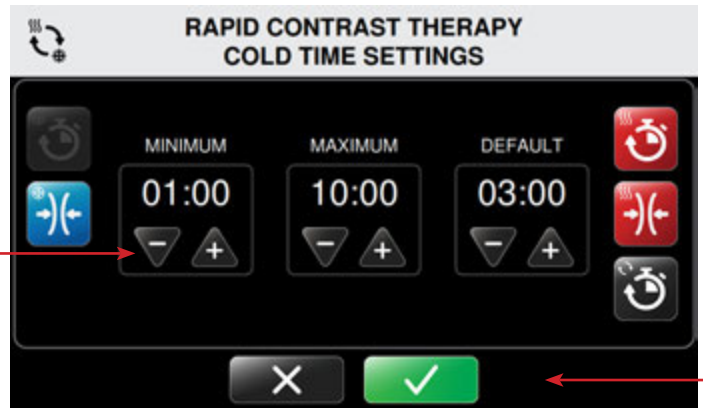 RAPID CONTRAST THERAPY
COLD TIME SETTINGS
MINIMUM MAXIMUM DEFAULT
01:00 10:00 03:00